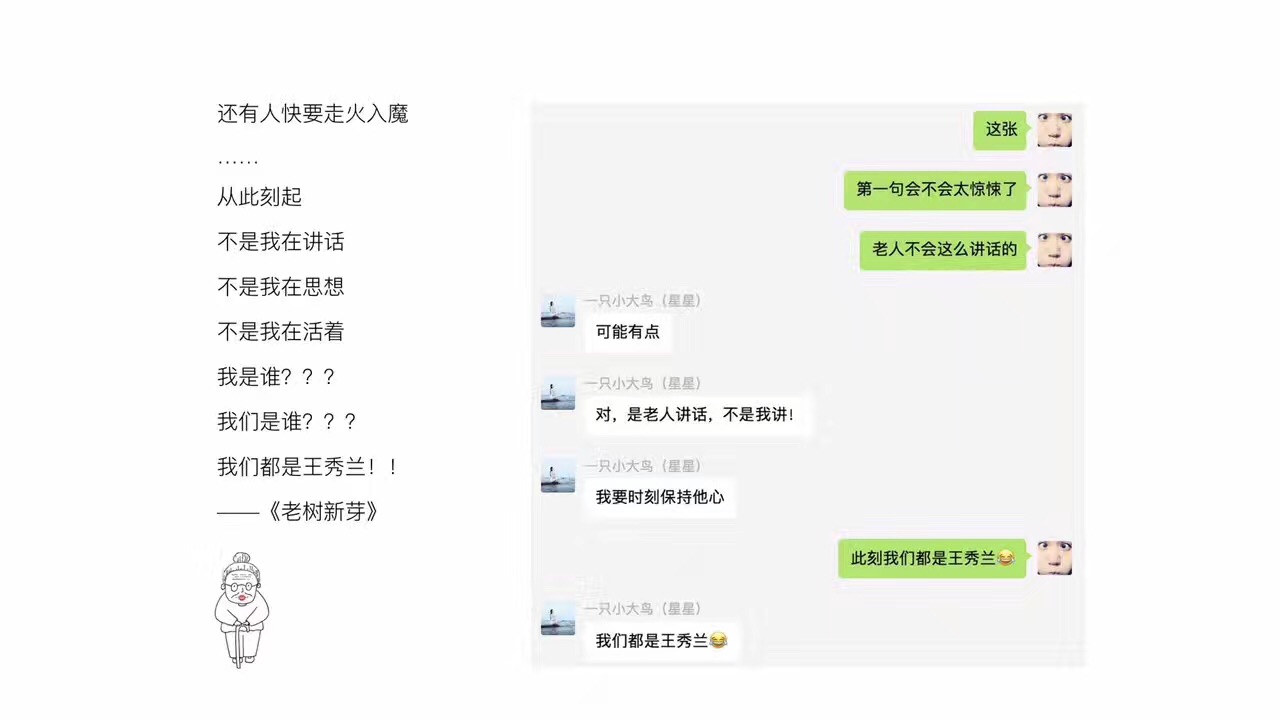 还有人快要走火入魔
……
从此刻起
不是我在讲话
不是我在思想
不是我在活着
我是谁？？？
我们是谁？？？
我们都是王秀兰！！
——《老树新芽》
这张
第一句会不会太惊悚了
老人不会这么讲话的
一只小大鸟（星星）
可能有点
一只小大鸟（星星）
对，是老人讲话，不是我讲！
一只小大鸟（星星）
我要时刻保持他心
此刻我们都是王秀兰😂
一只小大鸟（星星）
我们都是王秀兰😂